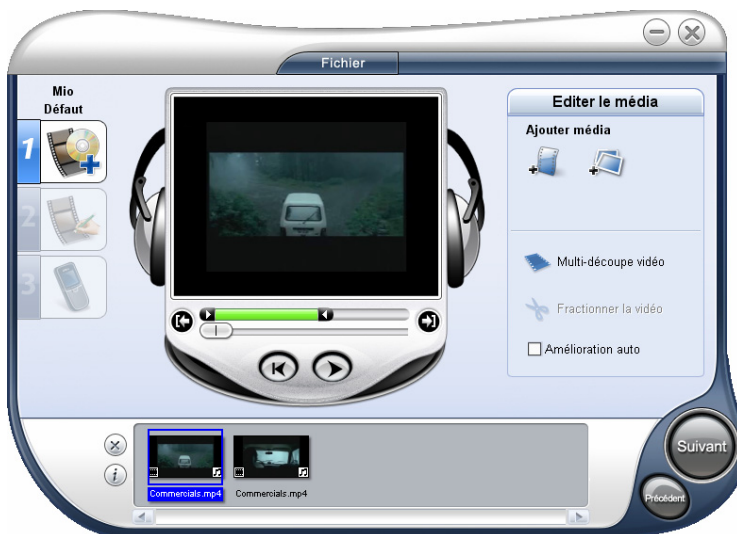 Fichier
Mio
Défaut
1
2
3
Editer le média
Ajouter média
Multi-découpe vidéo
Fractionner la vidéo
Amélioration auto
Commercials.mp4
Commercials.mp4
Suivant
Précédent